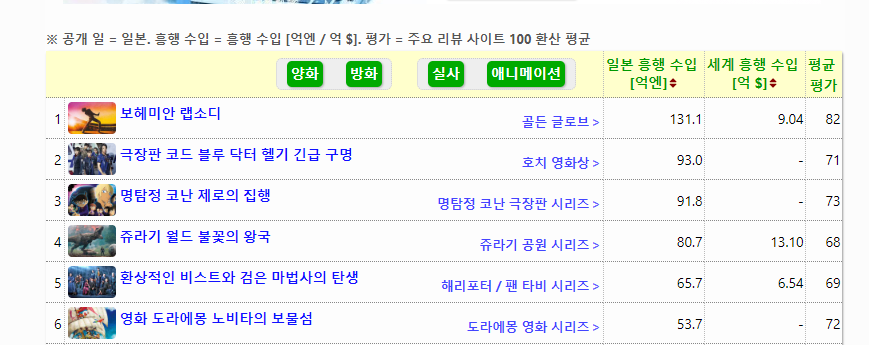 ※ 공개 일 = 일본. 흥행 수입 = 흥행 수입 [억엔 / 억 $]. 평가 = 주요 리뷰 사이트 100 환산 평균
양화 방화 실사 애니메이션 일본 흥행 수입 [억엔] 세계 흥행 수입 [억 $] 평균 평가
1 보헤미안 랩소디 골든 글로브 > 131.1 9.04 82
2 극장판 코드 블루 닥터 헬기 긴급 구명 호치 영화상 > 93.0 - 71
3 명탐정 코난 제로의 집행 명탐정 코난 극장판 시리즈 > 91.8 - 73
4 쥬라기 월드 불꽃의 왕국 쥬라기 공원 시리즈 > 80.7 13.10 68
5 환상적인 비스트와 검은 마법사의 탄생 해리포터 / 팬 타비 시리즈 > 65.7 6.54 69
6 영화 도라에몽 노비타의 보물섬 도라에몽 영화 시리즈 > 53.7 - 72